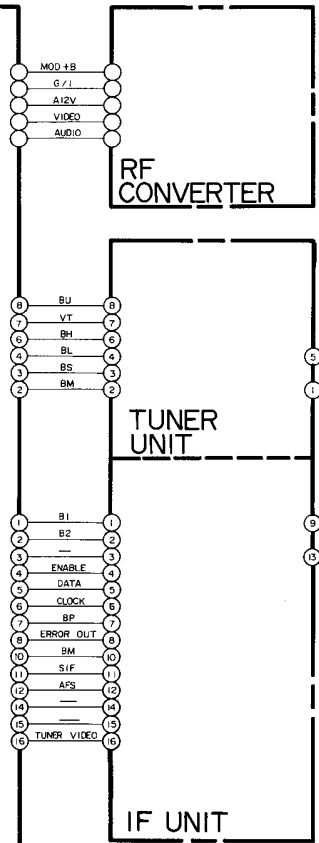 MOD +B
G / I
A12V
VIDEO
AUDIO
RF
CONVERTER
8 BU 8
7 VT 7
6 BH 6
4 BL 4 5
3 BS 3
2 BM 2 1
TUNER
UNIT
1 B1 1 9
2 B2 2
3 — 3 13
4 ENABLE 4
5 DATA 5
6 CLOCK 6
7 BP 7
8 ERROR OUT 8
10 BM 10
11 SIF 11
12 AFS 12
14 — 14
15 — 15
16 TUNER VIDEO 16
IF UNIT